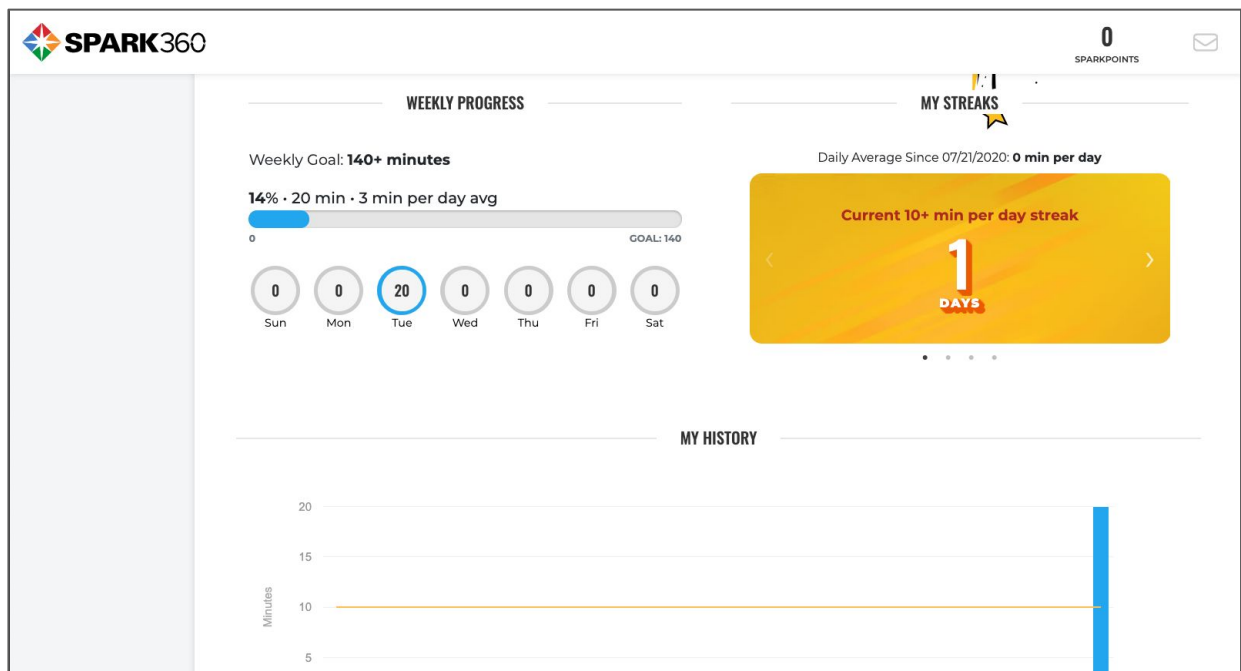 SPARK360
0
SPARKPOINTS
WEEKLY PROGRESS
Weekly Goal: 140+ minutes
14% • 20 min • 3 min per day avg
0
GOAL: 140
0 0 20 0 0 0 0
Sun Mon Tue Wed Thu Fri Sat
MY STREAKS
Daily Average Since 07/21/2020: 0 min per day
Current 10+ min per day streak
1
DAYS
MY HISTORY
20
15
10
5
Minutes